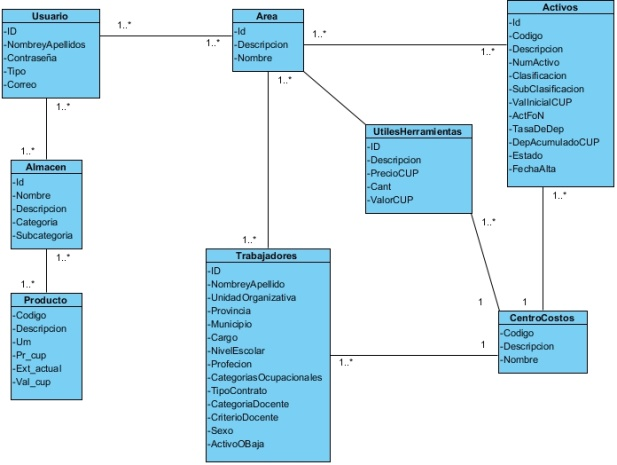 Usuario
-ID
-NombreyApellidos
-Contraseña
-Tipo
-Correo
1..*
1..*
1..*
1..*
Almacen
-Id
-Nombre
-Descripcion
-Categoria
-Subcategoria
1..*
1..*
Producto
-Codigo
-Descripcion
-Um
-Pr_cup
-Ext_actual
-Val_cup
Area
-Id
-Descripcion
-Nombre
1..*
1..*
1..*
1..*
Activos
-Id
-Codigo
-Descripcion
-NumActivo
-Clasificacion
-SubClasificacion
-ValInicialCUP
-ActFoN
-TasaDeDep
-DepAcumuladoCUP
-Estado
-FechaAlta
1..*
1
UtilesHerramientas
-ID
-Descripcion
-PrecioCUP
-Cant
-ValorCUP
1..*
1
Trabajadores
-ID
-NombreyApellido
-UnidadOrganizativa
-Provincia
-Municipio
-Cargo
-NivelEscolar
-Profecion
-CategoriasOcupacionales
-TipoContrato
-CategoriaDocente
-CriterioDocente
-Sexo
-ActivoOBaja
1..*
1
CentroCostos
-Codigo
-Descripcion
-Nombre